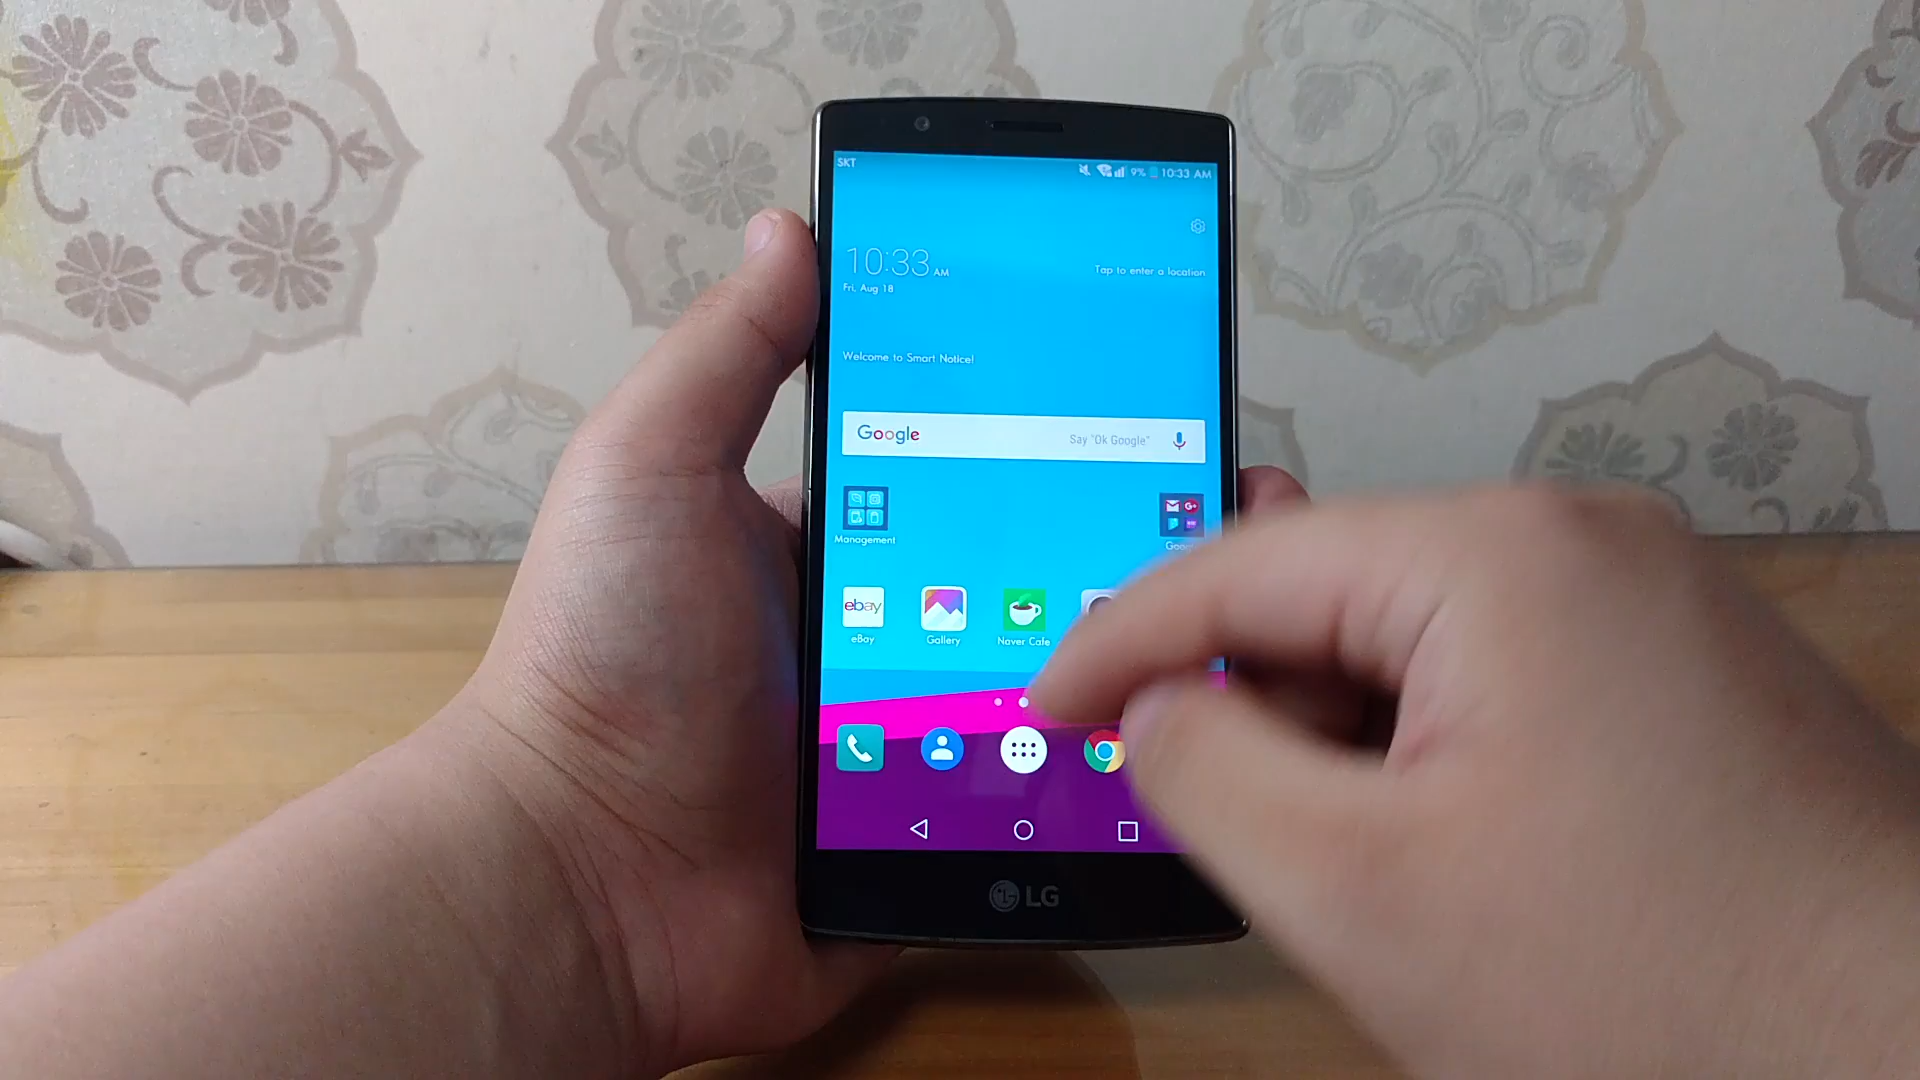 SKT
9% 10:33 AM
10:33 AM
Tap to enter a location
Fri, Aug 18
Welcome to Smart Notice!
Google
Say "Ok Google"
Management
Goog
ebay
eBay
Gallery
Naver Cafe
LG